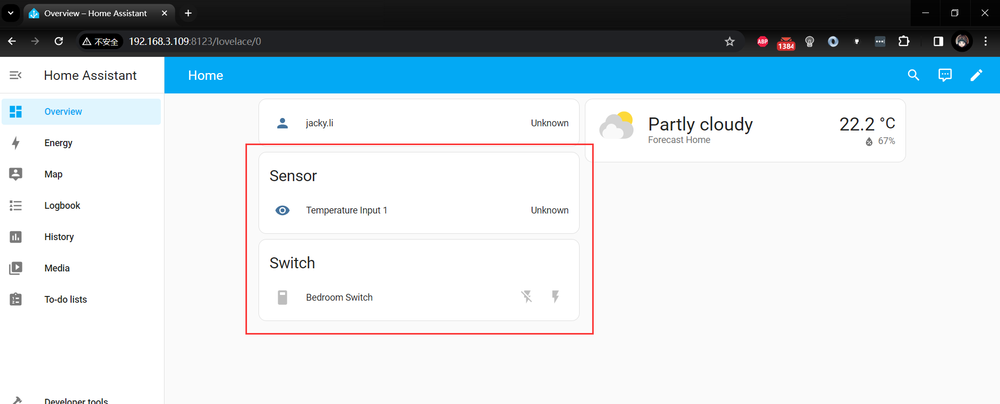 Overview – Home Assistant
不安全 192.168.3.109:8123/lovelace/0
ABP
1384
Home Assistant
Home
Overview
Energy
Map
Logbook
History
Media
To-do lists
Developer tools
jacky.li Unknown
Sensor
Temperature Input 1 Unknown
Switch
Bedroom Switch
Partly cloudy 22.2 °C
Forecast Home 67%